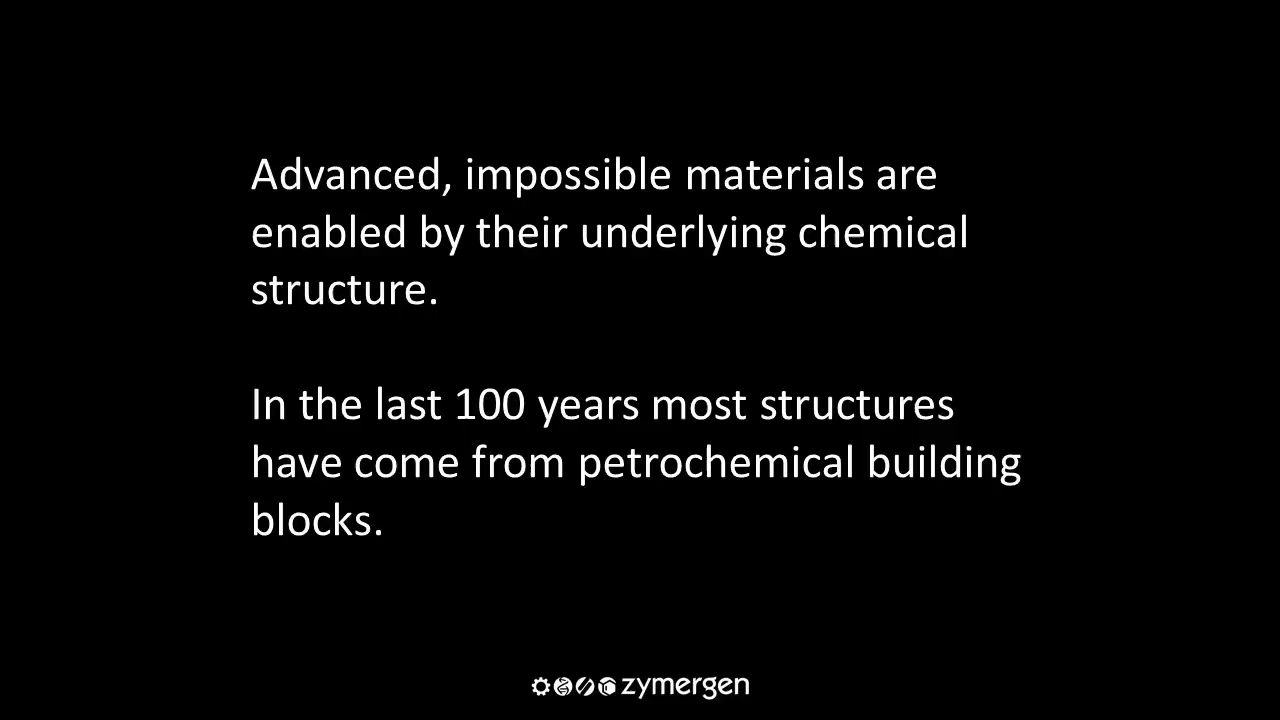 Advanced, impossible materials are
enabled by their underlying chemical
structure.
In the last 100 years most structures
have come from petrochemical building
blocks.
zymergen